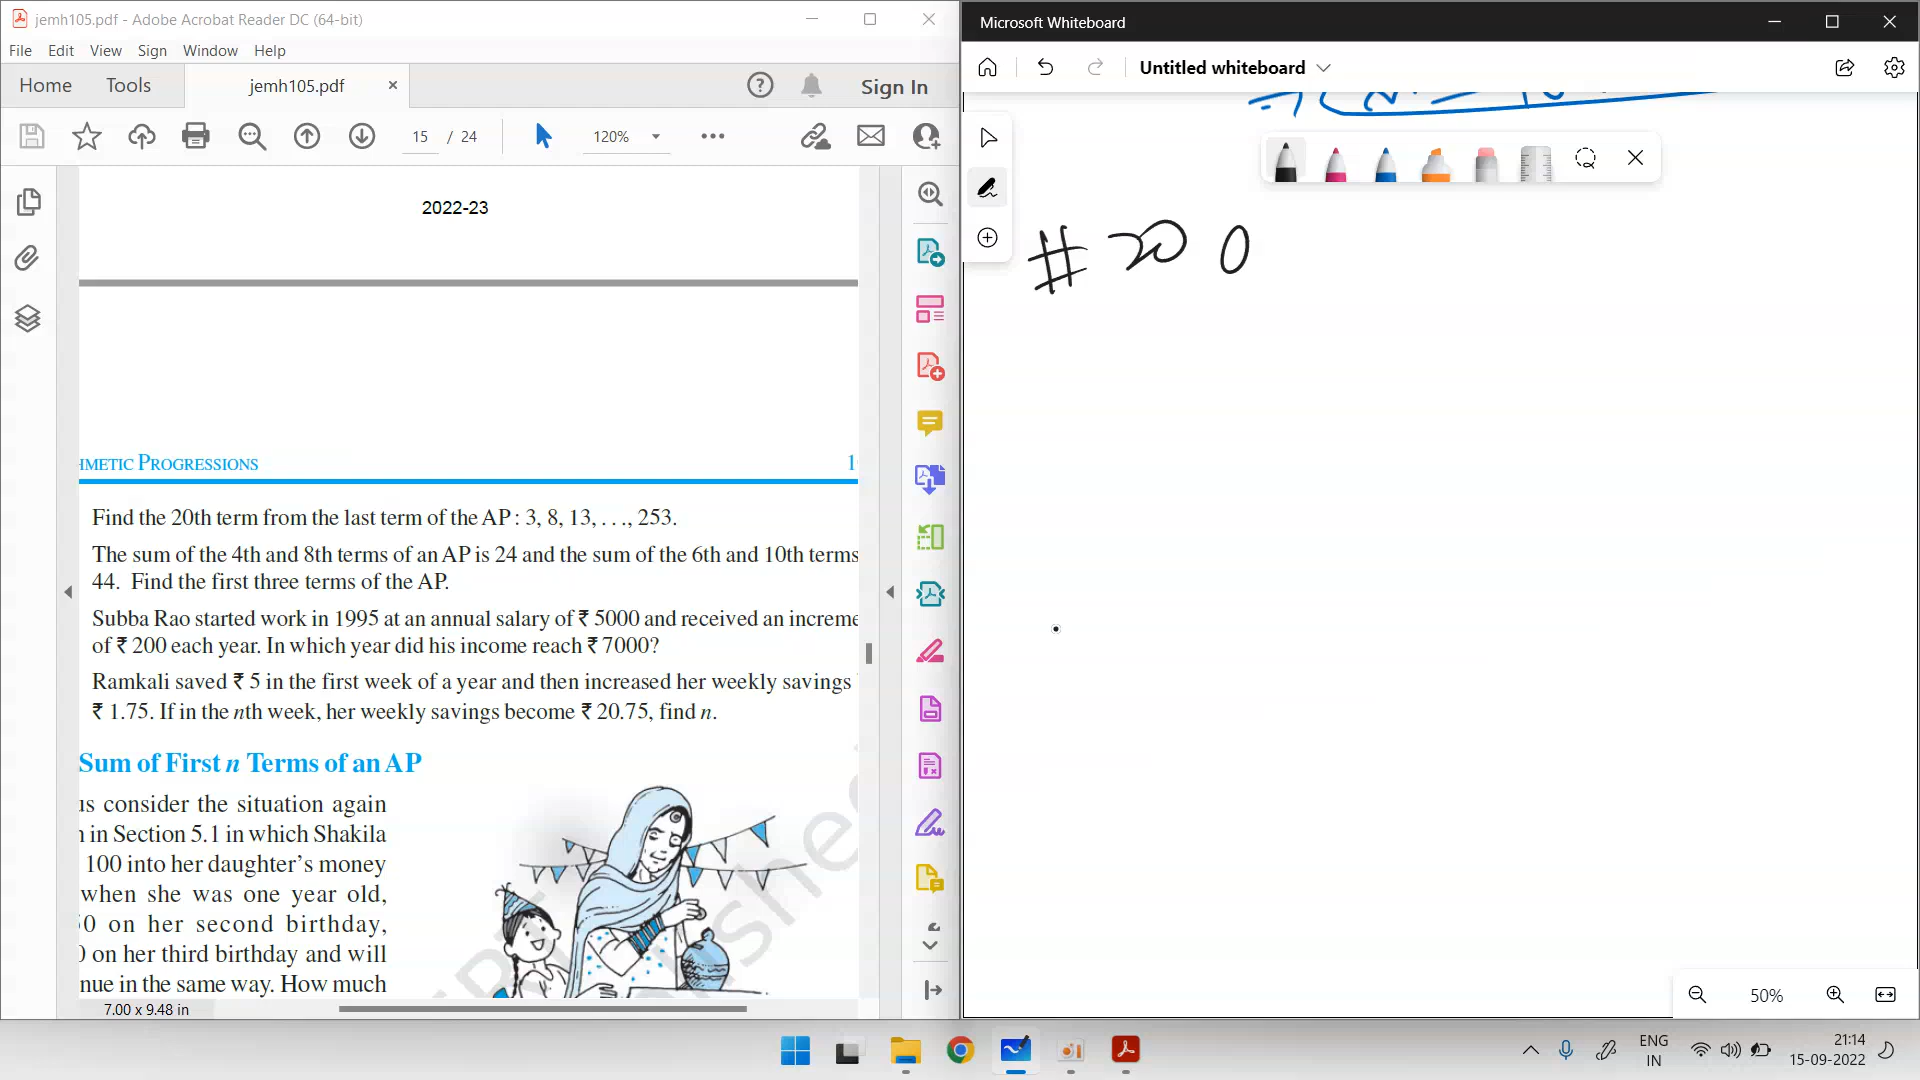 jemh105.pdf - Adobe Acrobat Reader DC (64-bit)
File Edit View Sign Window Help
Home Tools jemh105.pdf Sign In
15 / 24 120%
2022-23
HMETIC PROGRESSIONS 1
Find the 20th term from the last term of the AP : 3, 8, 13, . . ., 253.
The sum of the 4th and 8th terms of an AP is 24 and the sum of the 6th and 10th terms
44. Find the first three terms of the AP.
Subba Rao started work in 1995 at an annual salary of ₹ 5000 and received an increme
of ₹ 200 each year. In which year did his income reach ₹ 7000?
Ramkali saved ₹ 5 in the first week of a year and then increased her weekly savings
₹ 1.75. If in the nth week, her weekly savings become ₹ 20.75, find n.
Sum of First n Terms of an AP
us consider the situation again
n in Section 5.1 in which Shakila
100 into her daughter's money
when she was one year old,
50 on her second birthday,
0 on her third birthday and will
nue in the same way. How much
7.00 x 9.48 in
Microsoft Whiteboard
Untitled whiteboard
# 20 0
50%
ENG
IN
21:14
15-09-2022